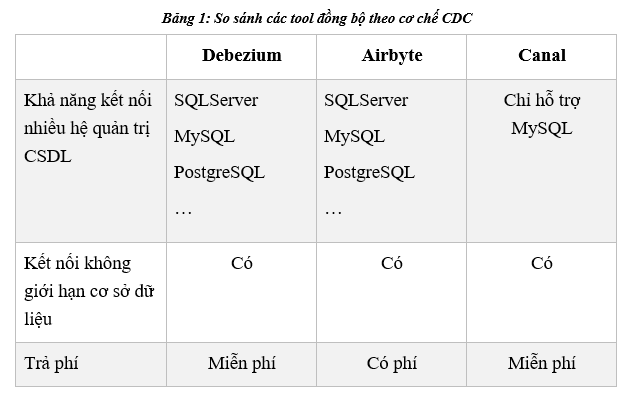 Bảng 1: So sánh các tool đồng bộ theo cơ chế CDC
Debezium Airbyte Canal
Khả năng kết nối nhiều hệ quản trị CSDL
SQLServer
MySQL
PostgreSQL
…
SQLServer
MySQL
PostgreSQL
…
Chỉ hỗ trợ
MySQL
Kết nối không
giới hạn cơ sở dữ
liệu
Có Có Có
Trả phí Miễn phí Có phí Miễn phí